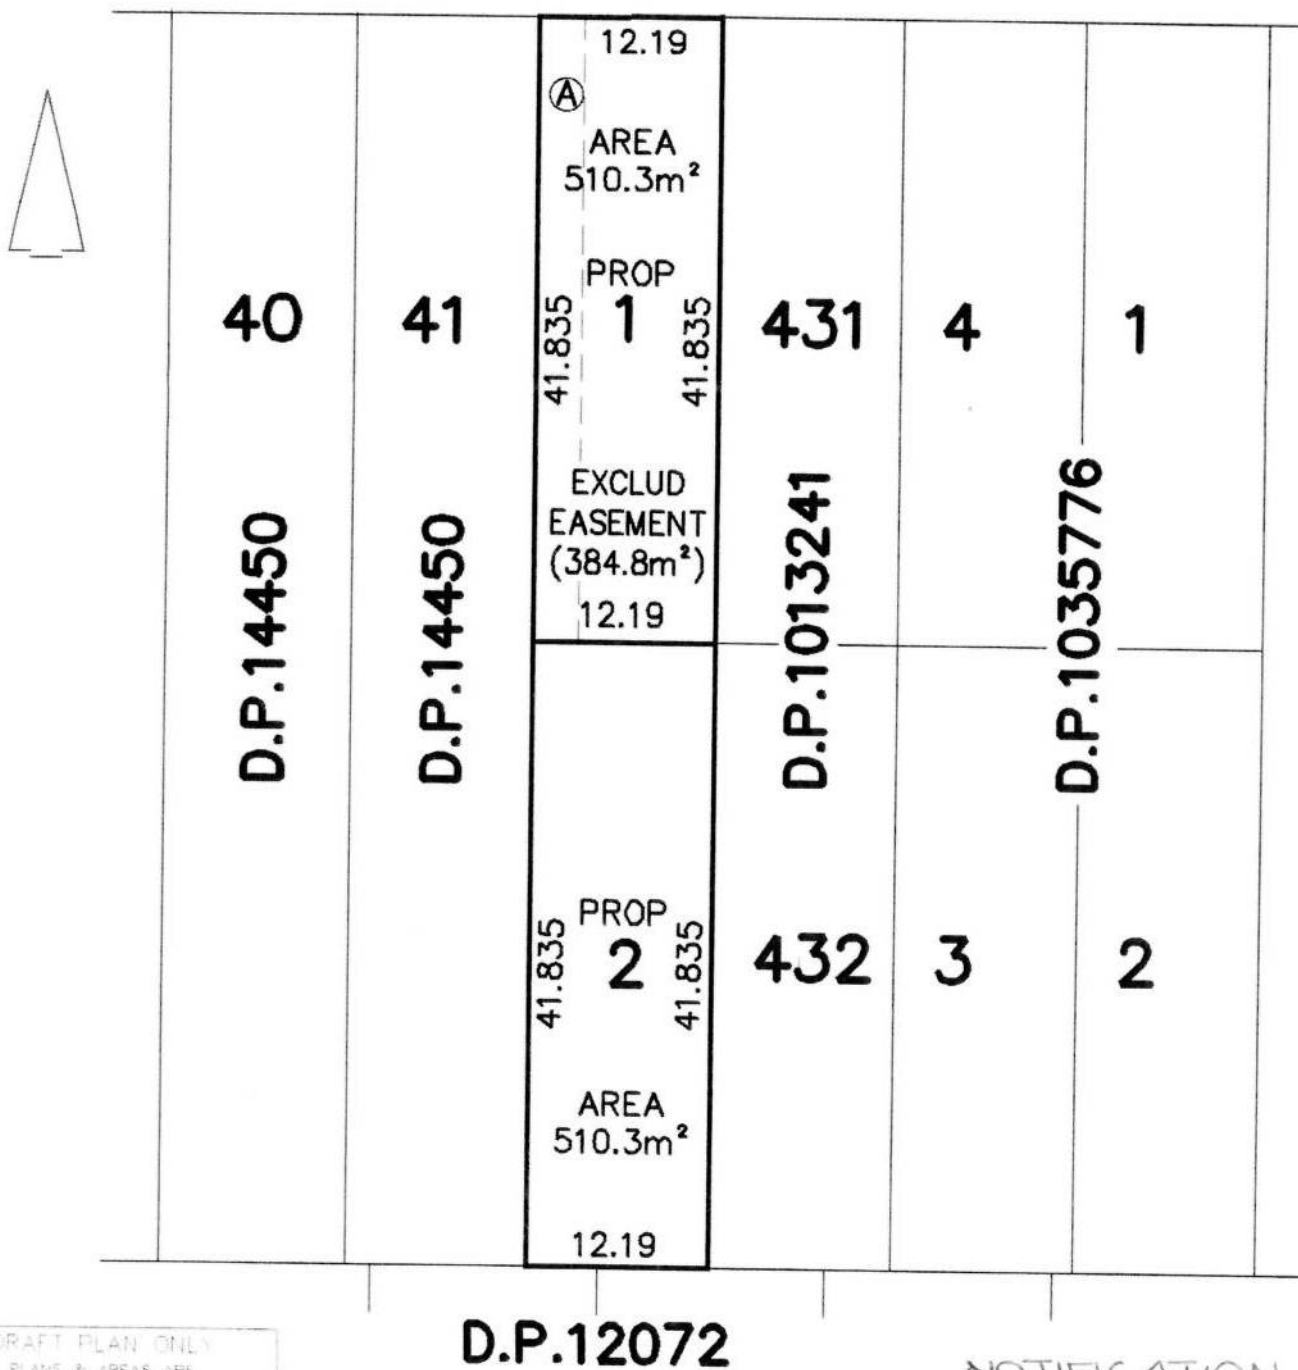 12.19
A
AREA
510.3m²
PROP
1
41.835
41.835
40
41
431
4
1
EXCLUD
EASEMENT
(384.8m²)
12.19
D.P.14450
D.P.14450
D.P.1013241
D.P.1035776
PROP
2
41.835
41.835
432
3
2
AREA
510.3m²
12.19
D.P.12072
DRAFT PLAN ONLY
NOTIFICATION